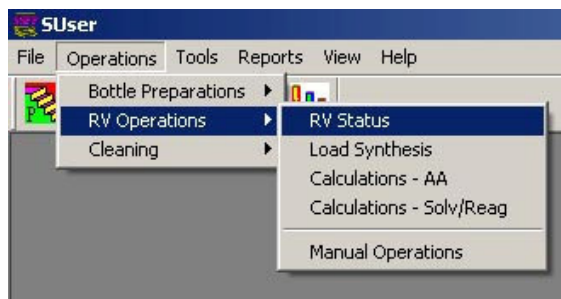 SUser
File Operations Tools Reports View Help
Bottle Preparations
RV Operations
Cleaning
RV Status
Load Synthesis
Calculations - AA
Calculations - Solv/Reag
Manual Operations
P